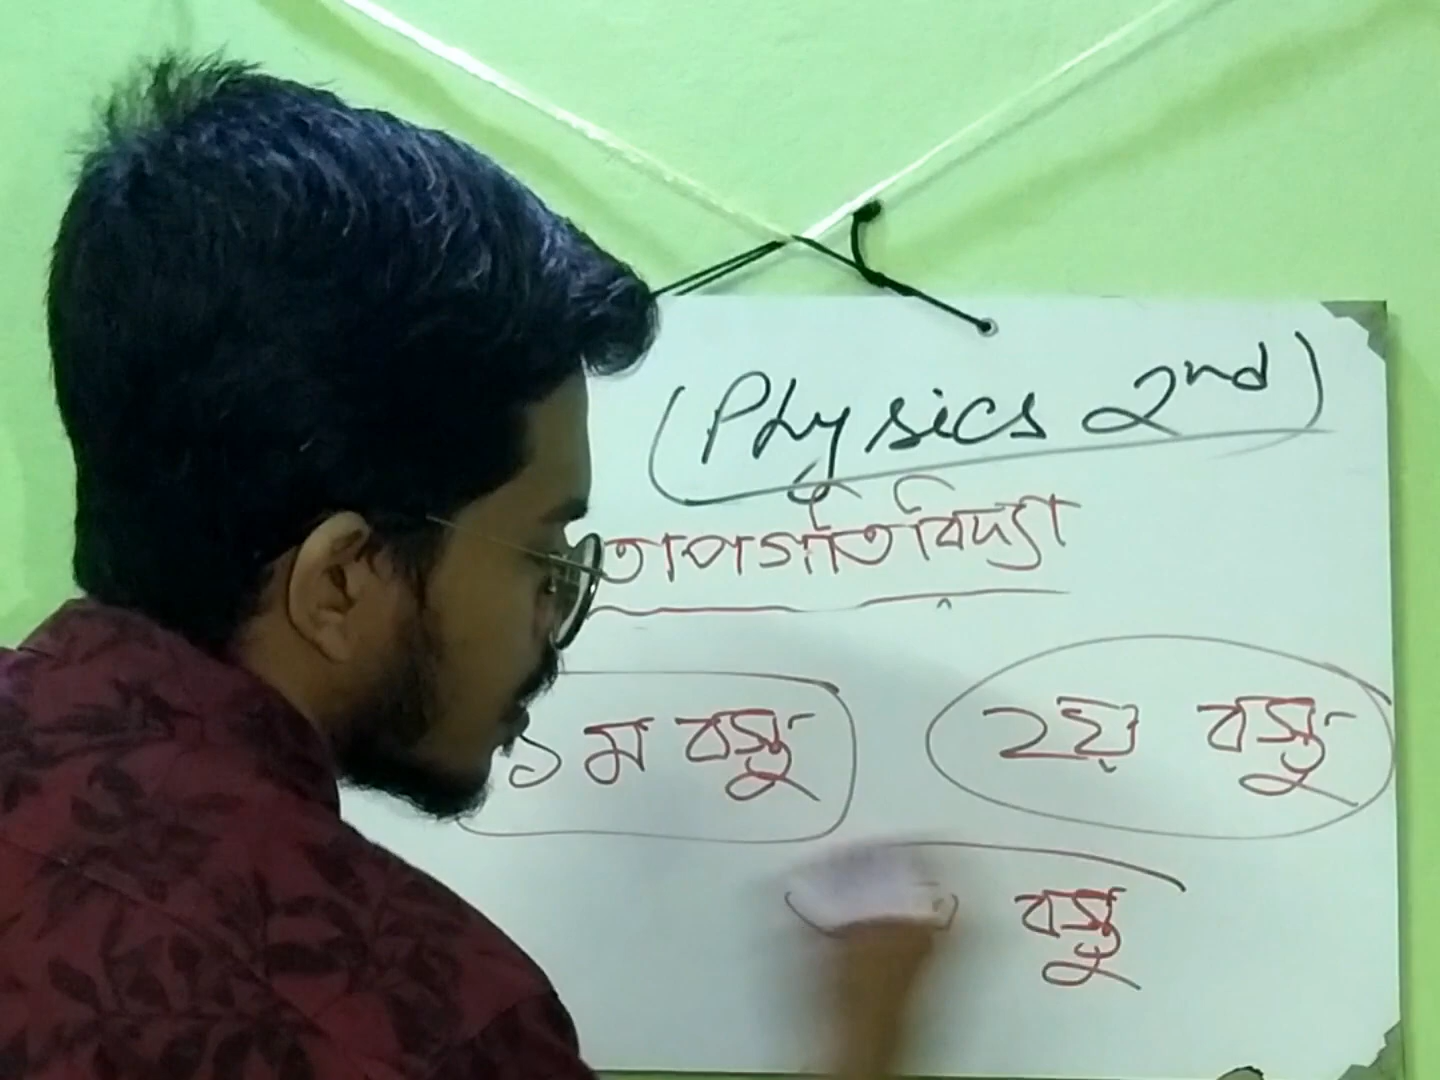 (Physics 2nd)
তাপগতিবিদ্যা
১ম বস্তু ২য় বস্তু
বস্তু